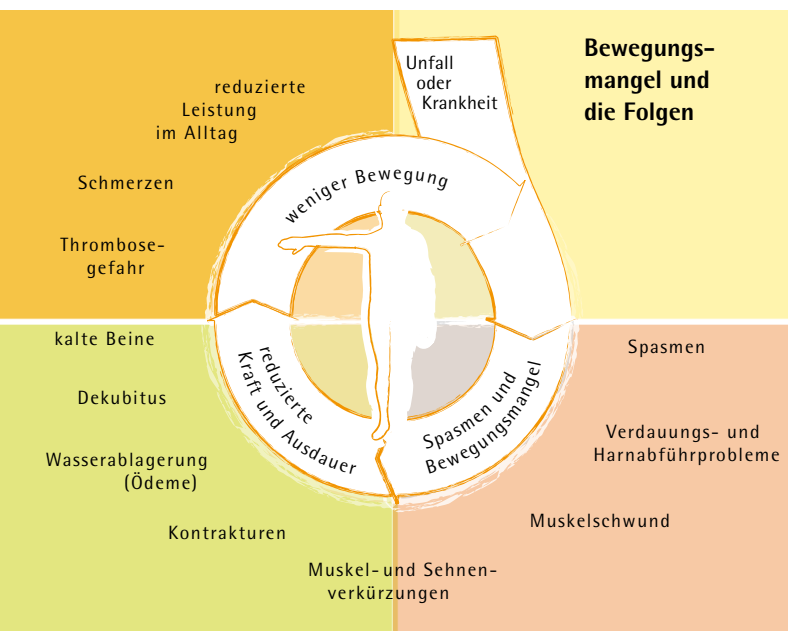 Bewegungs-
mangel und
die Folgen
Unfall
oder
Krankheit
weniger Bewegung
Spasmen und
Bewegungsmangel
reduzierte
Kraft und Ausdauer
reduzierte
Leistung
im Alltag
Schmerzen
Thrombose-
gefahr
kalte Beine
Dekubitus
Wasserablagerung
(Ödeme)
Kontrakturen
Muskel- und Sehnen-
verkürzungen
Spasmen
Verdauungs- und
Harnabführprobleme
Muskelschwund